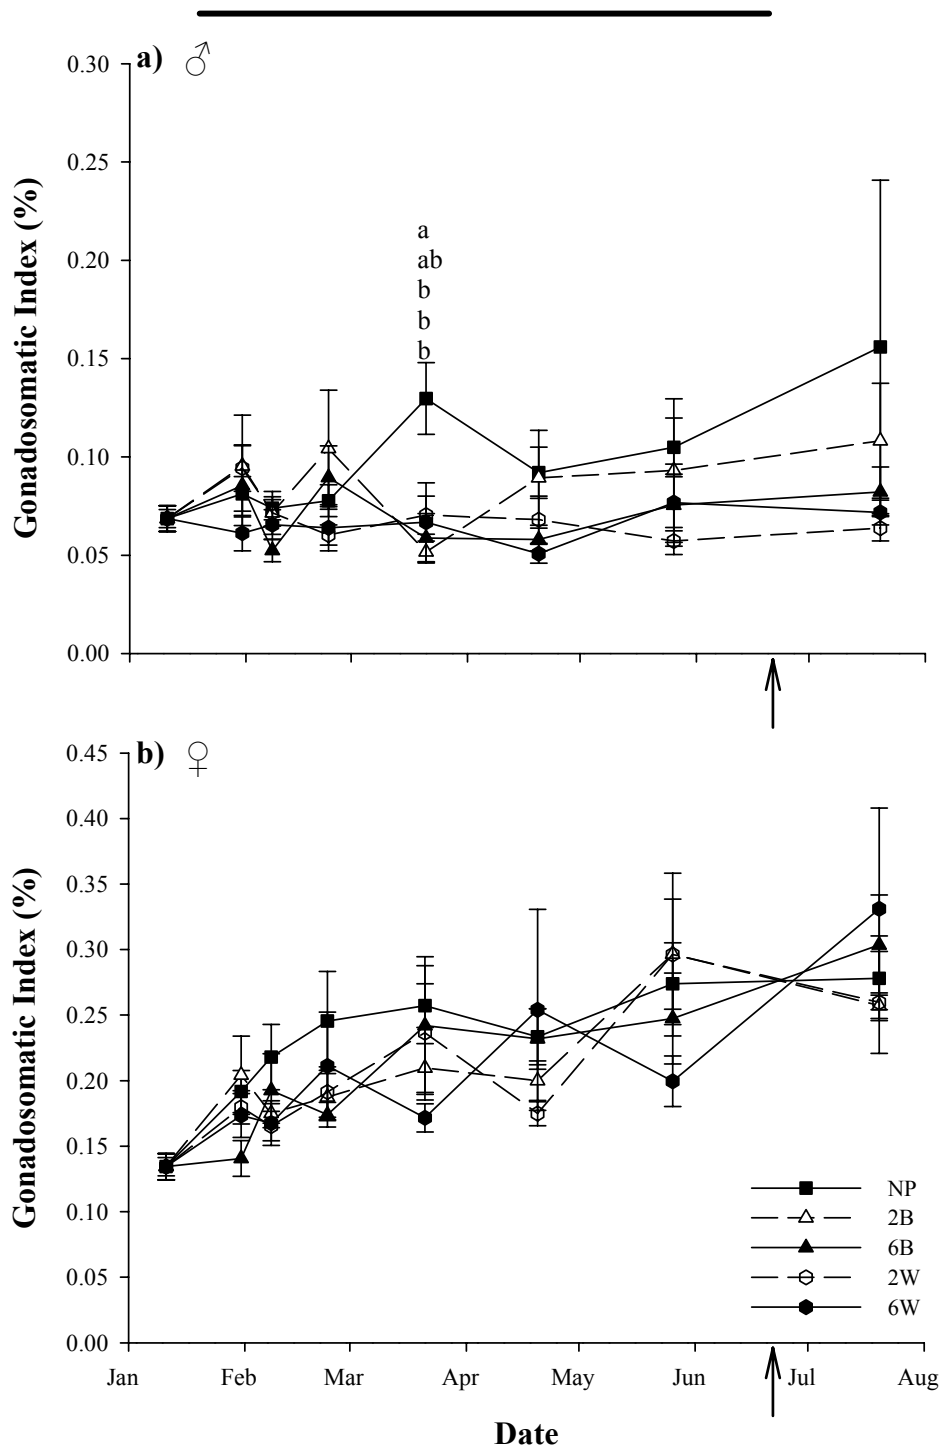 a) ♂
0.30
0.25
0.20
0.15
0.10
0.05
0.00
Gonadosomatic Index (%)
a
ab
b
b
b
b) ♀
0.45
0.40
0.35
0.30
0.25
0.20
0.15
0.10
0.05
0.00
Gonadosomatic Index (%)
NP
2B
6B
2W
6W
Jan Feb Mar Apr May Jun Jul Aug
Date